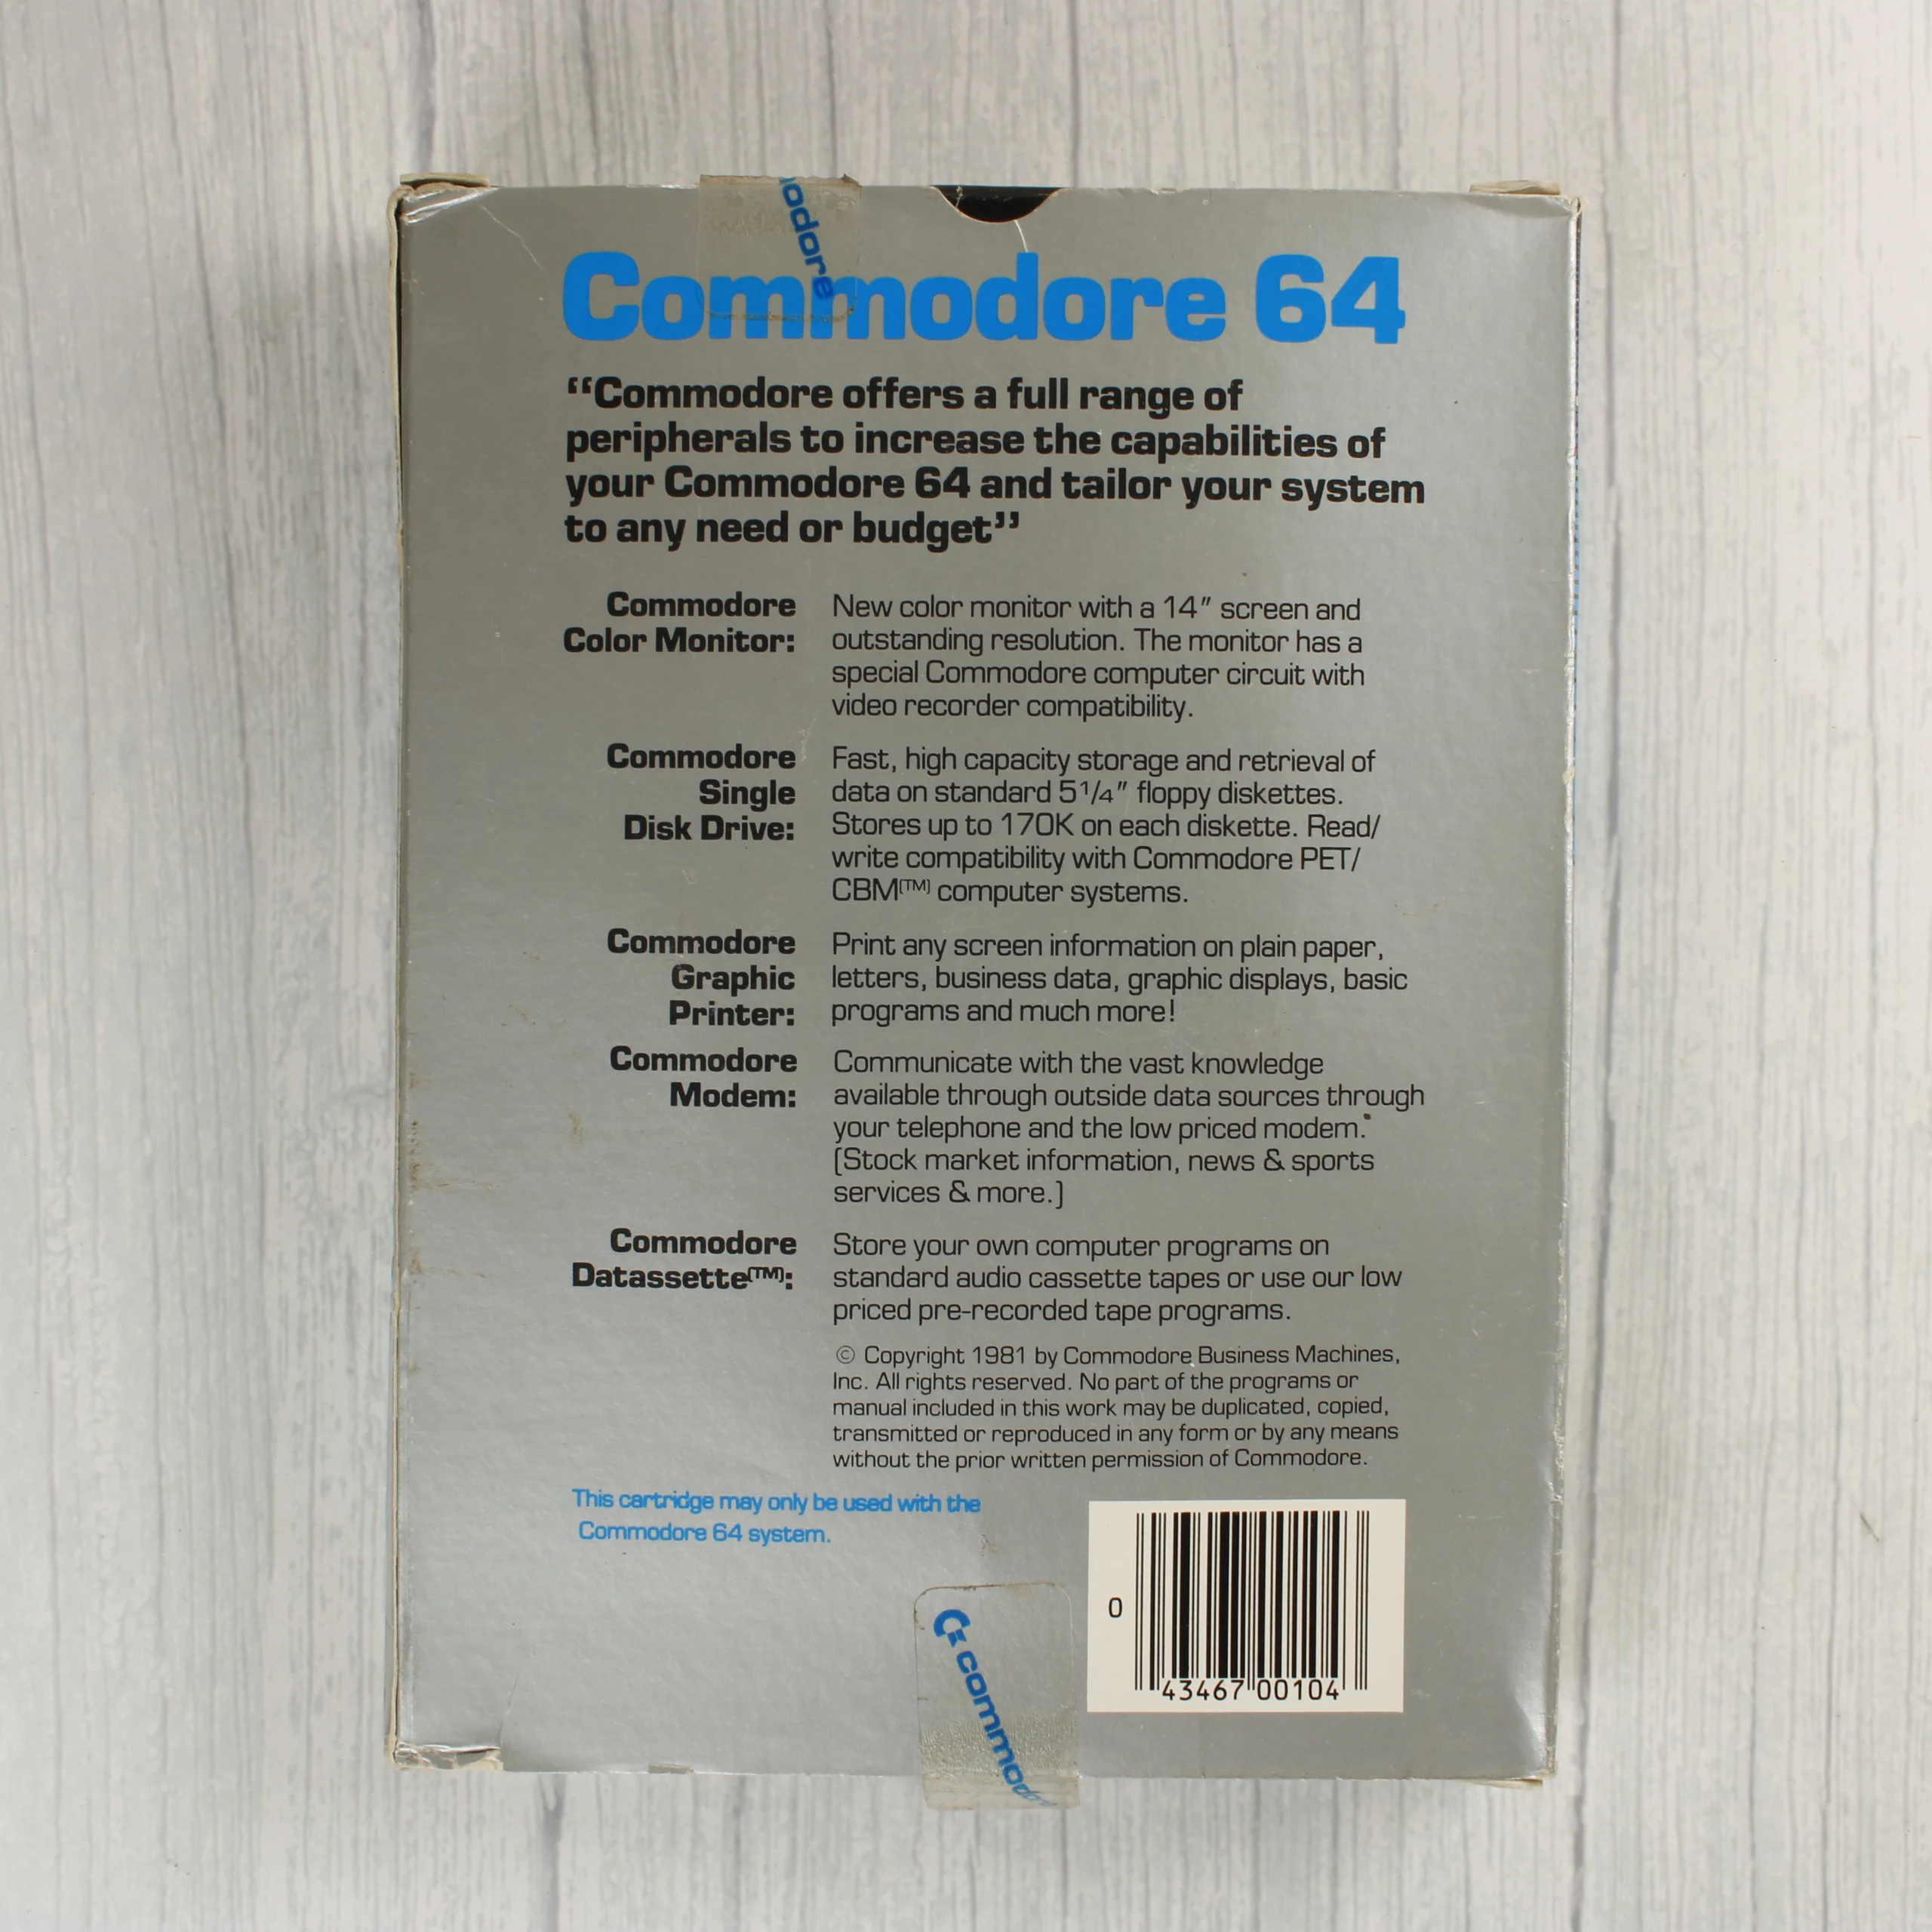 odore
Commodore 64
“Commodore offers a full range of
peripherals to increase the capabilities of
your Commodore 64 and tailor your system
to any need or budget”
Commodore
Color Monitor:
New color monitor with a 14" screen and
outstanding resolution. The monitor has a
special Commodore computer circuit with
video recorder compatibility.
Commodore
Single
Disk Drive:
Fast, high capacity storage and retrieval of
data on standard 5 1/4" floppy diskettes.
Stores up to 170K on each diskette. Read/
write compatibility with Commodore PET/
CBM(TM) computer systems.
Commodore
Graphic
Printer:
Print any screen information on plain paper,
letters, business data, graphic displays, basic
programs and much more!
Commodore
Modem:
Communicate with the vast knowledge
available through outside data sources through
your telephone and the low priced modem.
(Stock market information, news & sports
services & more.)
Commodore
Datassette(TM):
Store your own computer programs on
standard audio cassette tapes or use our low
priced pre-recorded tape programs.
© Copyright 1981 by Commodore Business Machines,
Inc. All rights reserved. No part of the programs or
manual included in this work may be duplicated, copied,
transmitted or reproduced in any form or by any means
without the prior written permission of Commodore.
This cartridge may only be used with the
Commodore 64 system.
0 43467 00104
commodo